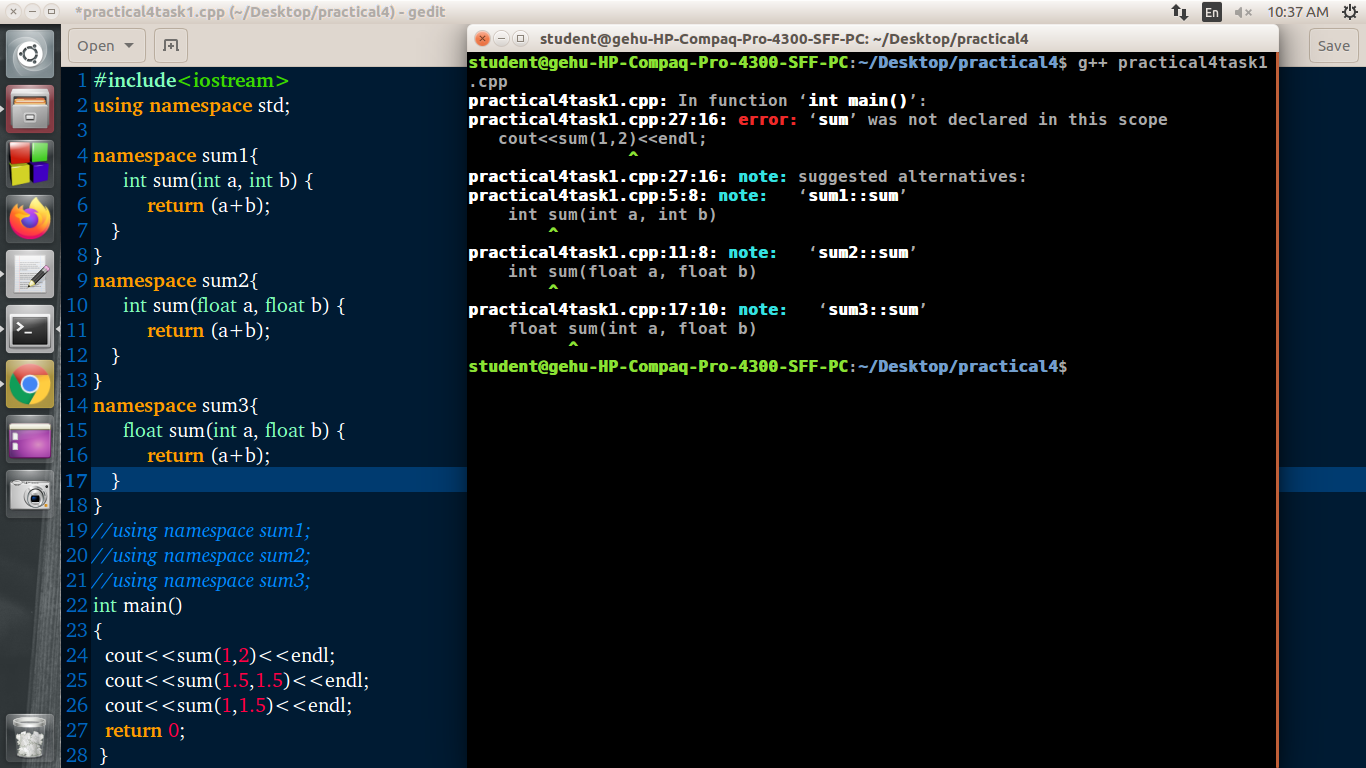 *practical4task1.cpp (~/Desktop/practical4) - gedit
En
10:37 AM
Open
Save
1 #include<iostream>
2 using namespace std;
3
4 namespace sum1{
5 int sum(int a, int b) {
6 return (a+b);
7 }
8 }
9 namespace sum2{
10 int sum(float a, float b) {
11 return (a+b);
12 }
13 }
14 namespace sum3{
15 float sum(int a, float b) {
16 return (a+b);
17 }
18 }
19 //using namespace sum1;
20 //using namespace sum2;
21 //using namespace sum3;
22 int main()
23 {
24 cout<<sum(1,2)<<endl;
25 cout<<sum(1.5,1.5)<<endl;
26 cout<<sum(1,1.5)<<endl;
27 return 0;
28 }
student@gehu-HP-Compaq-Pro-4300-SFF-PC: ~/Desktop/practical4
student@gehu-HP-Compaq-Pro-4300-SFF-PC:~/Desktop/practical4$ g++ practical4task1
.cpp
practical4task1.cpp: In function ‘int main()’:
practical4task1.cpp:27:16: error: ‘sum’ was not declared in this scope
cout<<sum(1,2)<<endl;
^
practical4task1.cpp:27:16: note: suggested alternatives:
practical4task1.cpp:5:8: note: ‘sum1::sum’
int sum(int a, int b)
^
practical4task1.cpp:11:8: note: ‘sum2::sum’
int sum(float a, float b)
^
practical4task1.cpp:17:10: note: ‘sum3::sum’
float sum(int a, float b)
^
student@gehu-HP-Compaq-Pro-4300-SFF-PC:~/Desktop/practical4$